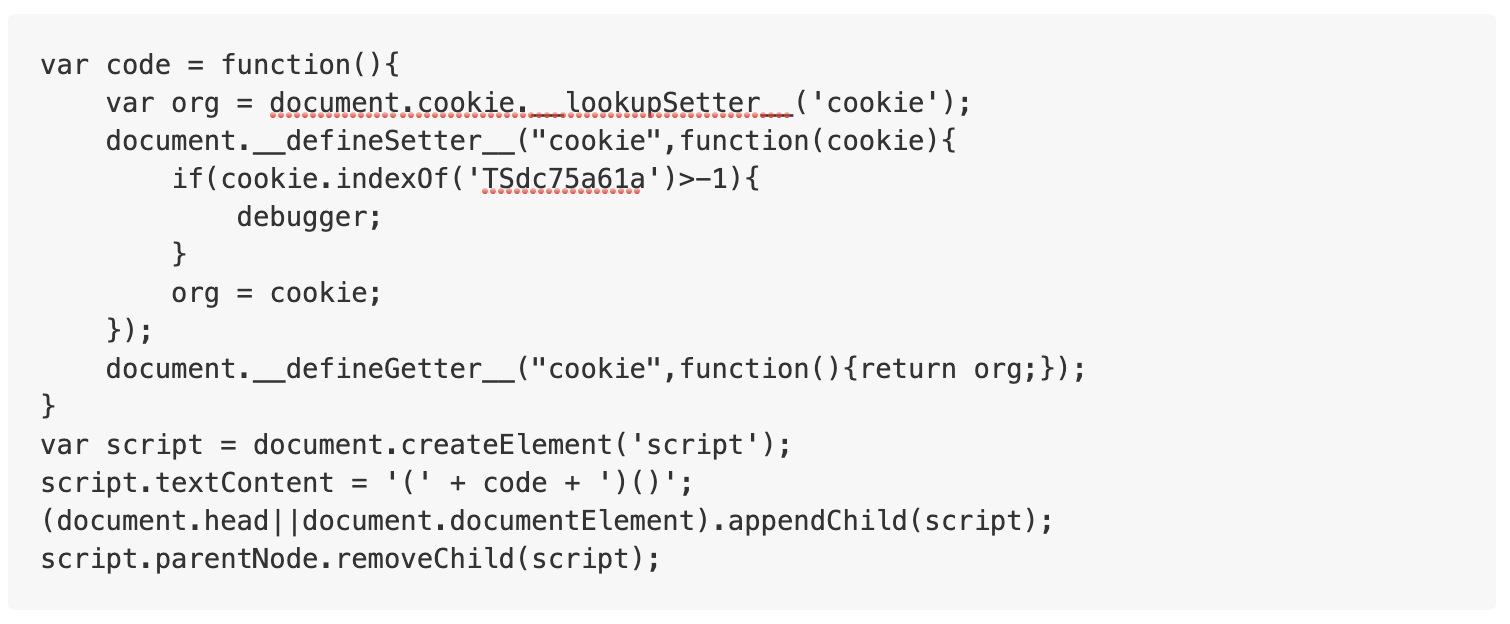 var code = function(){
    var org = document.cookie.__lookupSetter__('cookie');
    document.__defineSetter__("cookie",function(cookie){
        if(cookie.indexOf('TSdc75a61a')>-1){
            debugger;
        }
        org = cookie;
    });
    document.__defineGetter__("cookie",function(){return org;});
}
var script = document.createElement('script');
script.textContent = '(' + code + ')()';
(document.head||document.documentElement).appendChild(script);
script.parentNode.removeChild(script);